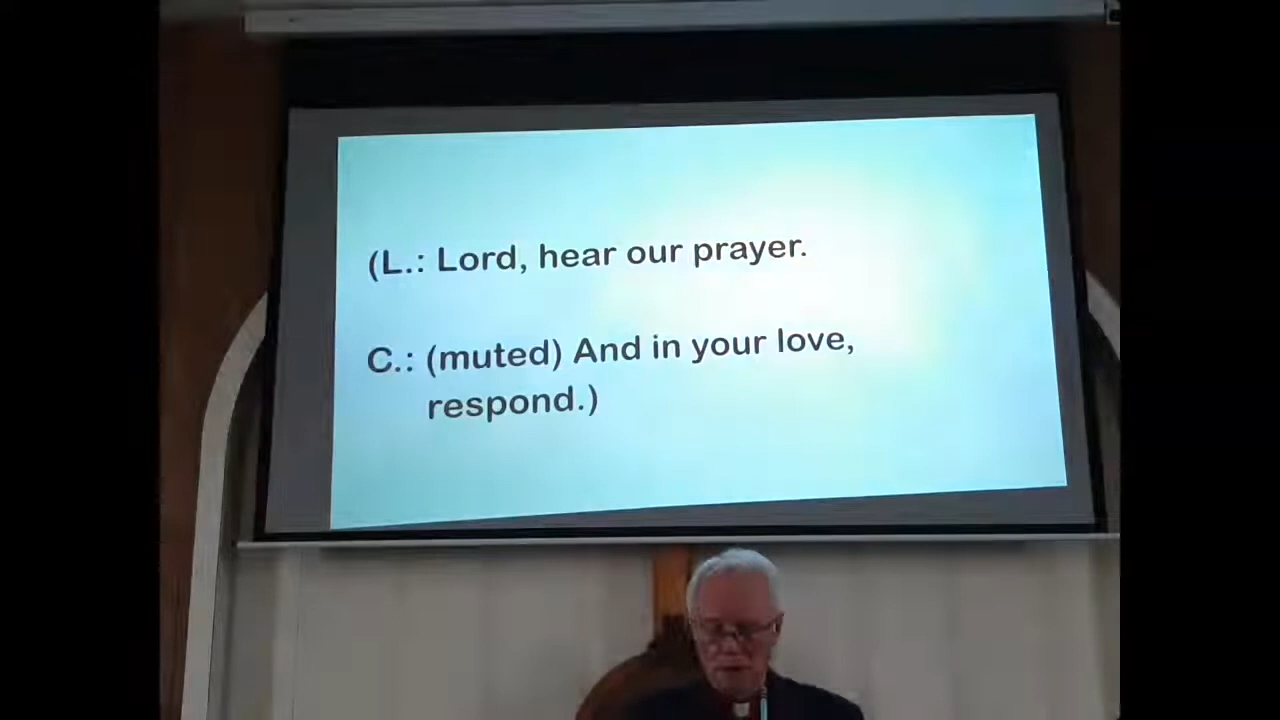 (L.: Lord, hear our prayer.
C.: (muted) And in your love,
respond.)